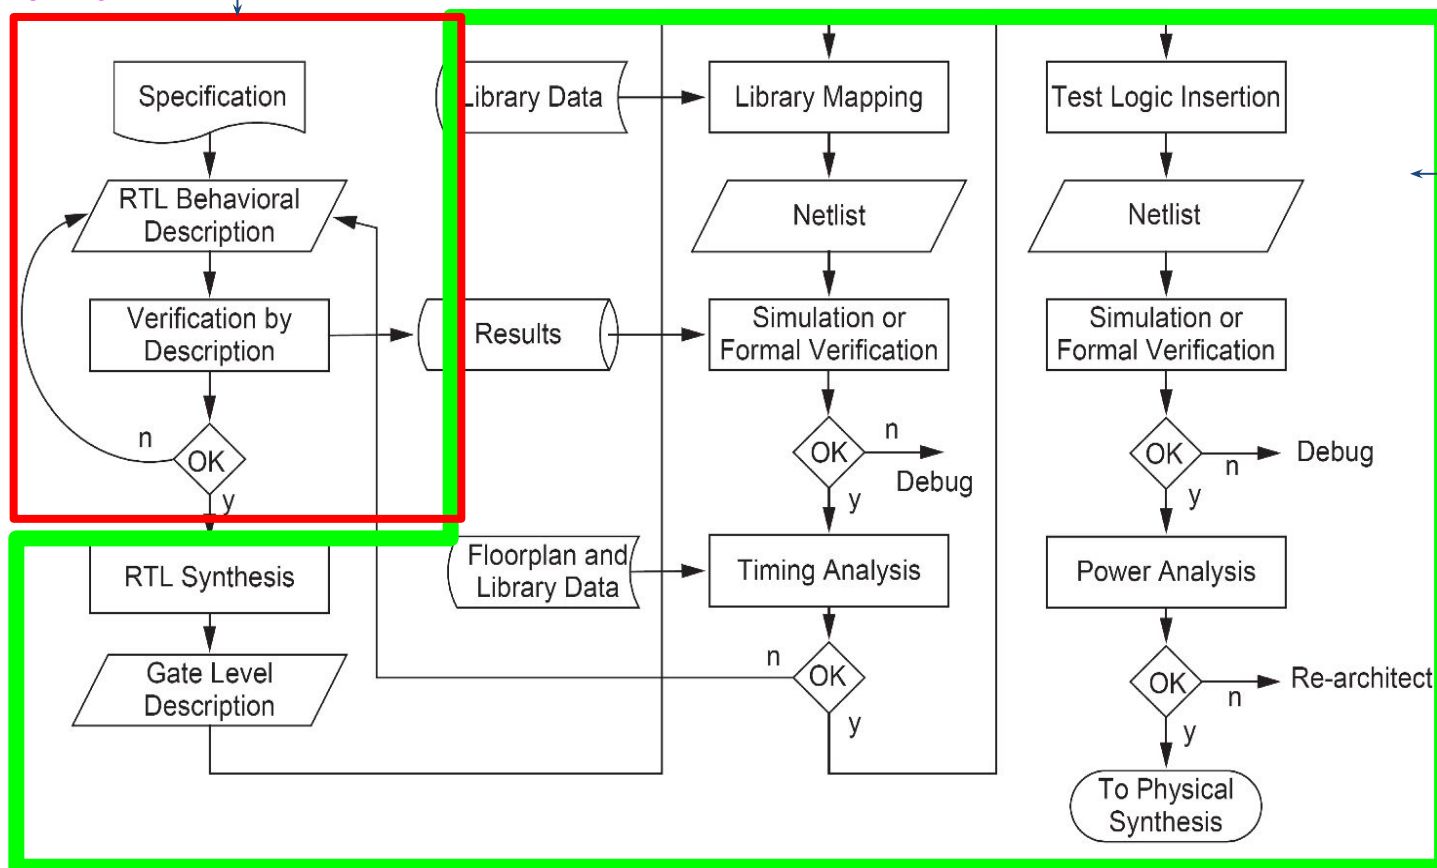 Specification
RTL Behavioral
Description
Verification by
Description
n
OK
y
RTL Synthesis
Gate Level
Description
Library Data
Results
Floorplan and
Library Data
Library Mapping
Netlist
Simulation or
Formal Verification
OK
n
Debug
y
Timing Analysis
n
OK
y
Test Logic Insertion
Netlist
Simulation or
Formal Verification
OK
n
Debug
y
Power Analysis
OK
n
Re-architect
y
To Physical
Synthesis